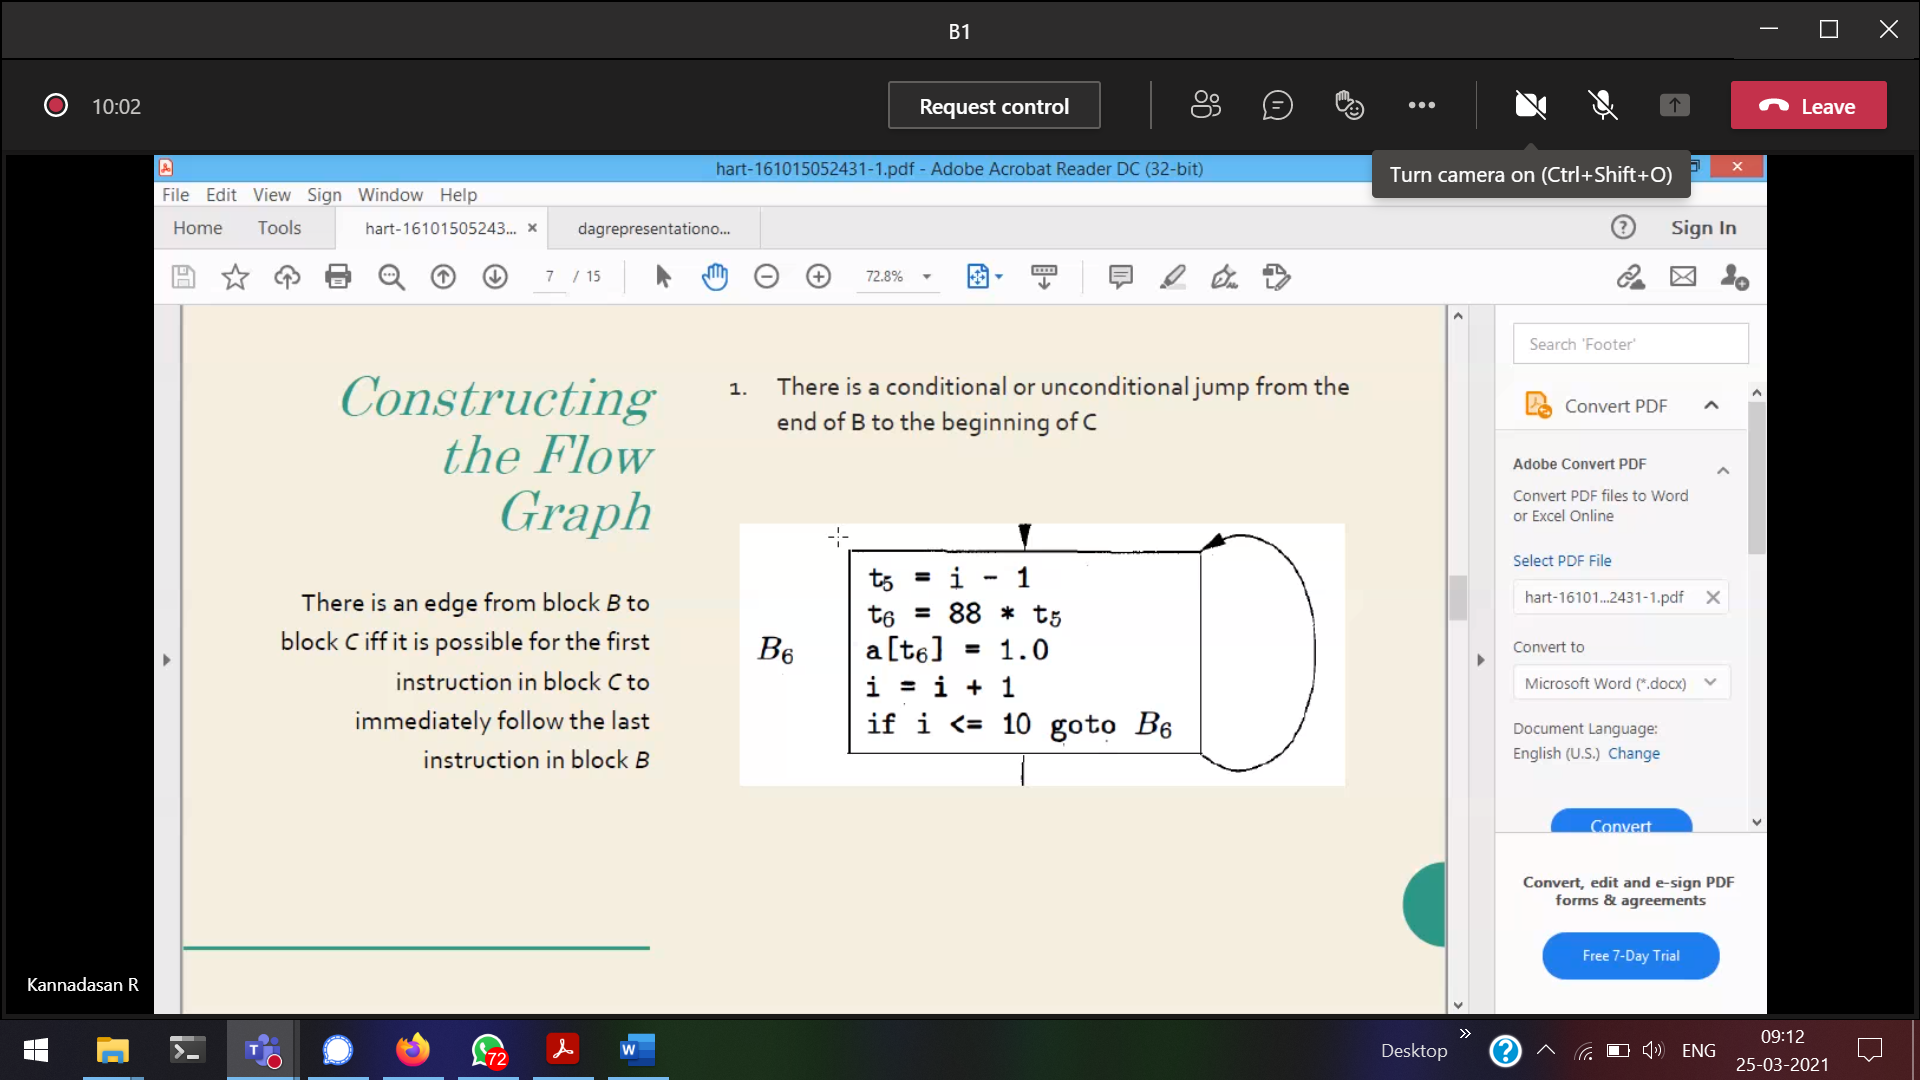 B1
10:02
Request control
Leave
Turn camera on (Ctrl+Shift+O)
hart-161015052431-1.pdf - Adobe Acrobat Reader DC (32-bit)
File Edit View Sign Window Help
Home Tools hart-16101505243... × dagrepresentationo... Sign In
7 / 15 72.8%
Constructing
the Flow
Graph
There is an edge from block B to
block C iff it is possible for the first
instruction in block C to
immediately follow the last
instruction in block B
1. There is a conditional or unconditional jump from the
end of B to the beginning of C
B6
t5 = i - 1
t6 = 88 * t5
a[t6] = 1.0
i = i + 1
if i <= 10 goto B6
Search 'Footer'
Convert PDF
Adobe Convert PDF
Convert PDF files to Word
or Excel Online
Select PDF File
hart-16101...2431-1.pdf
Convert to
Microsoft Word (*.docx)
Document Language:
English (U.S.) Change
Convert
Convert, edit and e-sign PDF
forms & agreements
Free 7-Day Trial
Kannadasan R
72
Desktop
ENG
09:12
25-03-2021